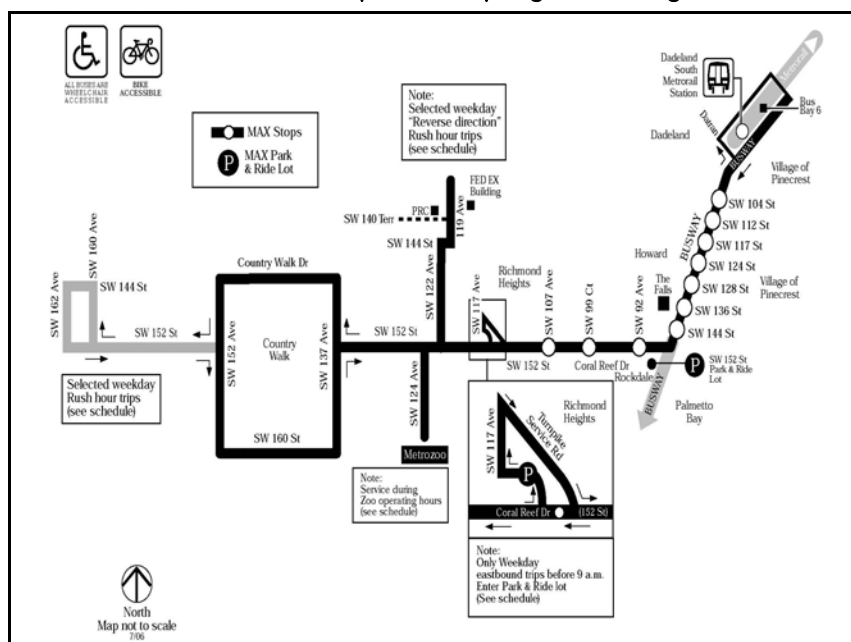 ALL BUSES ARE
WHEELCHAIR
ACCESSIBLE
BIKE
ACCESSIBLE
MAX Stops
P
MAX Park
& Ride Lot
Note:
Selected weekday
"Reverse direction"
Rush hour trips
(see schedule)
Dadeland
South
Metrorail
Station
Metrorail
Bus
Bay 6
Datran
Dadeland
BUSWAY
Village of
Pinecrest
SW 104 St
BUSWAY
SW 112 St
SW 117 St
Howard
SW 124 St
The
Falls
SW 128 St
Village of
Pinecrest
SW 136 St
SW 144 St
FED EX
Building
PRC
SW 140 Terr
119 Ave
SW 144 St
SW 122 Ave
SW 160 Ave
SW 162 Ave
SW 144 St
SW 152 St
Country Walk Dr
SW 152 Ave
Country
Walk
SW 137 Ave
SW 160 St
SW 152 St
SW 117 Ave
Richmond
Heights
SW 107 Ave
SW 99 Ct
SW 92 Ave
SW 152 St
Coral Reef Dr
Rockdale
P
SW 152 St
Park & Ride
Lot
BUSWAY
Palmetto
Bay
Selected weekday
Rush hour trips
(see schedule)
SW 124 Ave
Metrozoo
Note:
Service during
Zoo operating hours
(see schedule)
SW 117 Ave
Turnpike
Service Rd
Richmond
Heights
P
Coral Reef Dr
(152 St)
Note:
Only Weekday
eastbound trips before 9 a.m.
Enter Park & Ride lot
(See schedule)
North
Map not to scale
7/06